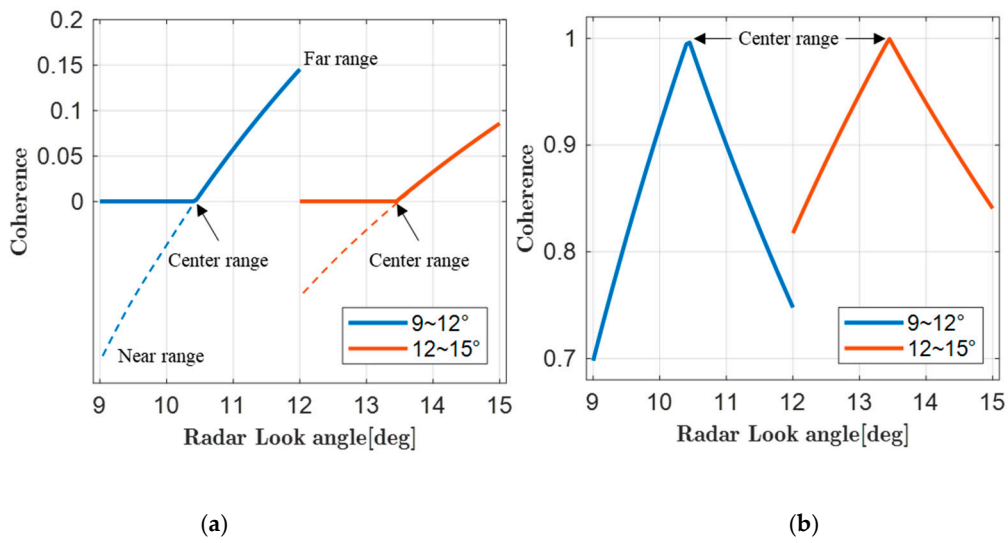 0.2
0.15
0.1
0.05
0
Coherence
Far range
Center range
Center range
Near range
9~12°
12~15°
9 10 11 12 13 14 15
Radar Look angle[deg]
(a)
1
0.9
0.8
0.7
Coherence
Center range
9~12°
12~15°
9 10 11 12 13 14 15
Radar Look angle[deg]
(b)